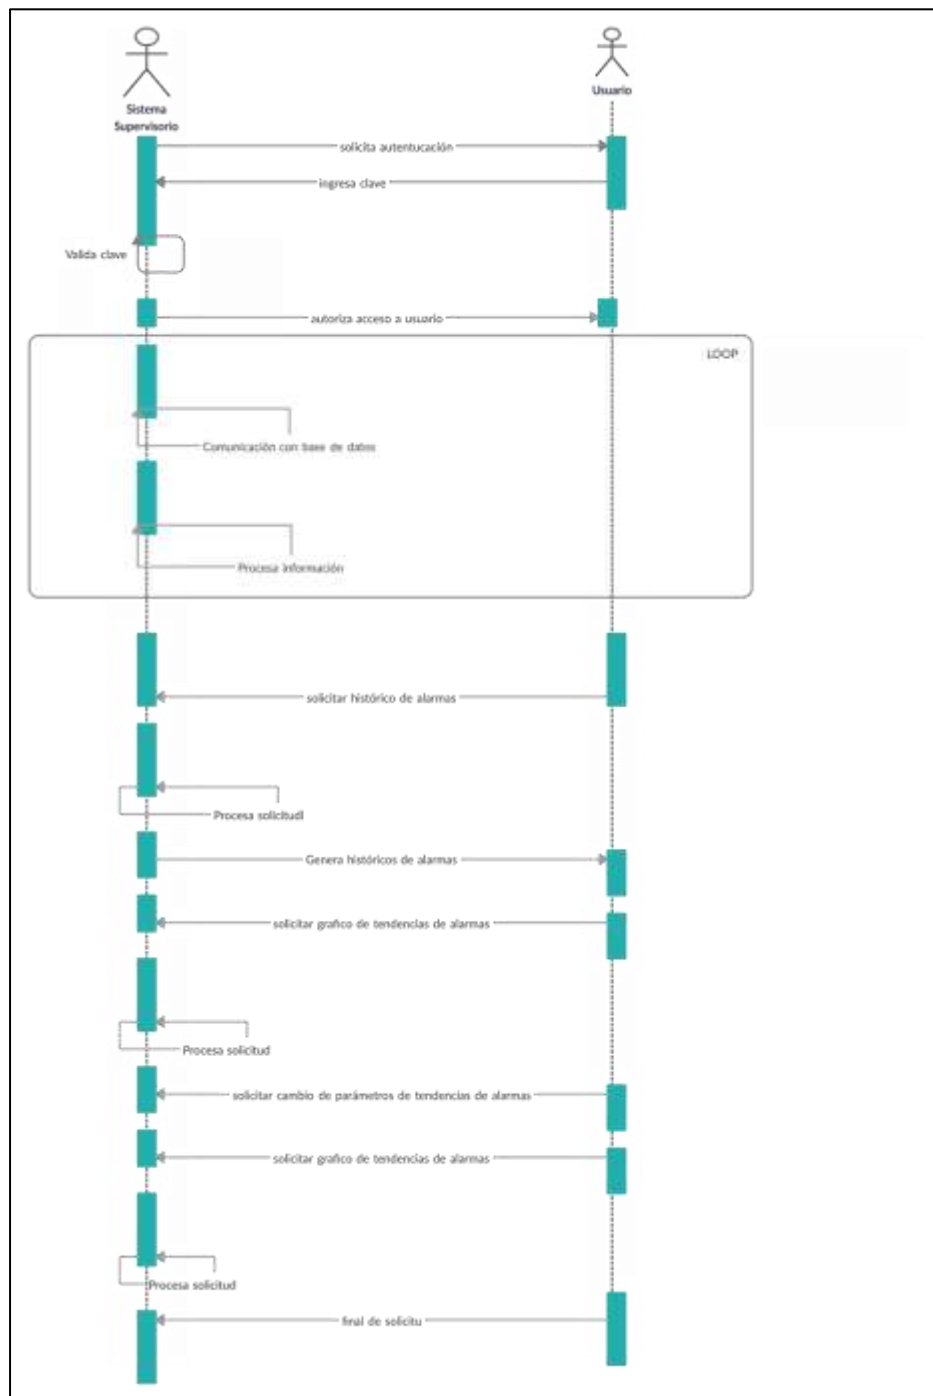 Sistema
Supervisorio
Usuario
solicita autentucación
ingresa clave
Valida clave
autoriza acceso a usuario
LOOP
Comunicación con base de datos
Procesa información
solicitar histórico de alarmas
Procesa solicitudl
Genera históricos de alarmas
solicitar grafico de tendencias de alarmas
Procesa solicitud
solicitar cambio de parámetros de tendencias de alarmas
solicitar grafico de tendencias de alarmas
Procesa solicitud
final de solicitu